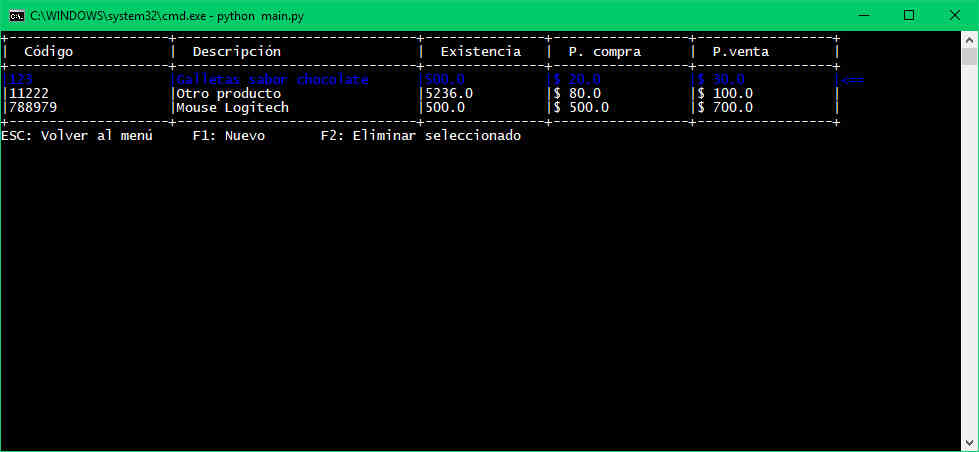 C:\WINDOWS\system32\cmd.exe - python  main.py
| Código | Descripción | Existencia | P. compra | P.venta |
|123 |Galletas sabor chocolate |500.0 |$ 20.0 |$ 30.0 |<==
|11222 |Otro producto |5236.0 |$ 80.0 |$ 100.0 |
|788979 |Mouse Logitech |500.0 |$ 500.0 |$ 700.0 |
ESC: Volver al menú F1: Nuevo F2: Eliminar seleccionado